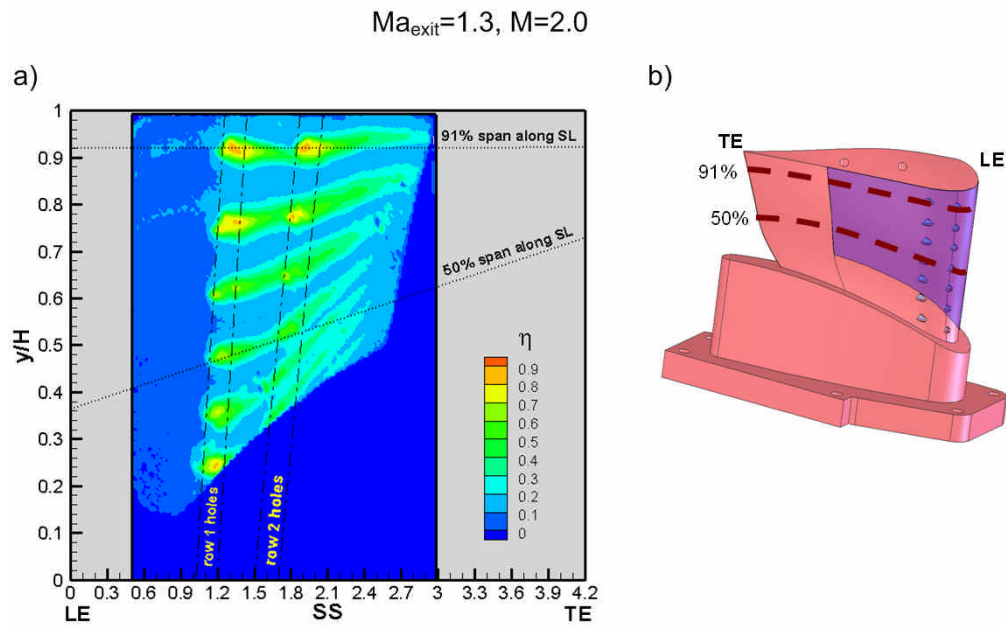 Ma_exit=1.3, M=2.0
a)
b)
1
0.9
0.8
0.7
0.6
0.5
0.4
0.3
0.2
0.1
0
y/H
91% span along SL
50% span along SL
η
0.9
0.8
0.7
0.6
0.5
0.4
0.3
0.2
0.1
0
row 1 holes
row 2 holes
0 0.3 0.6 0.9 1.2 1.5 1.8 2.1 2.4 2.7 3 3.3 3.6 3.9 4.2
LE SS TE
TE
LE
91%
50%